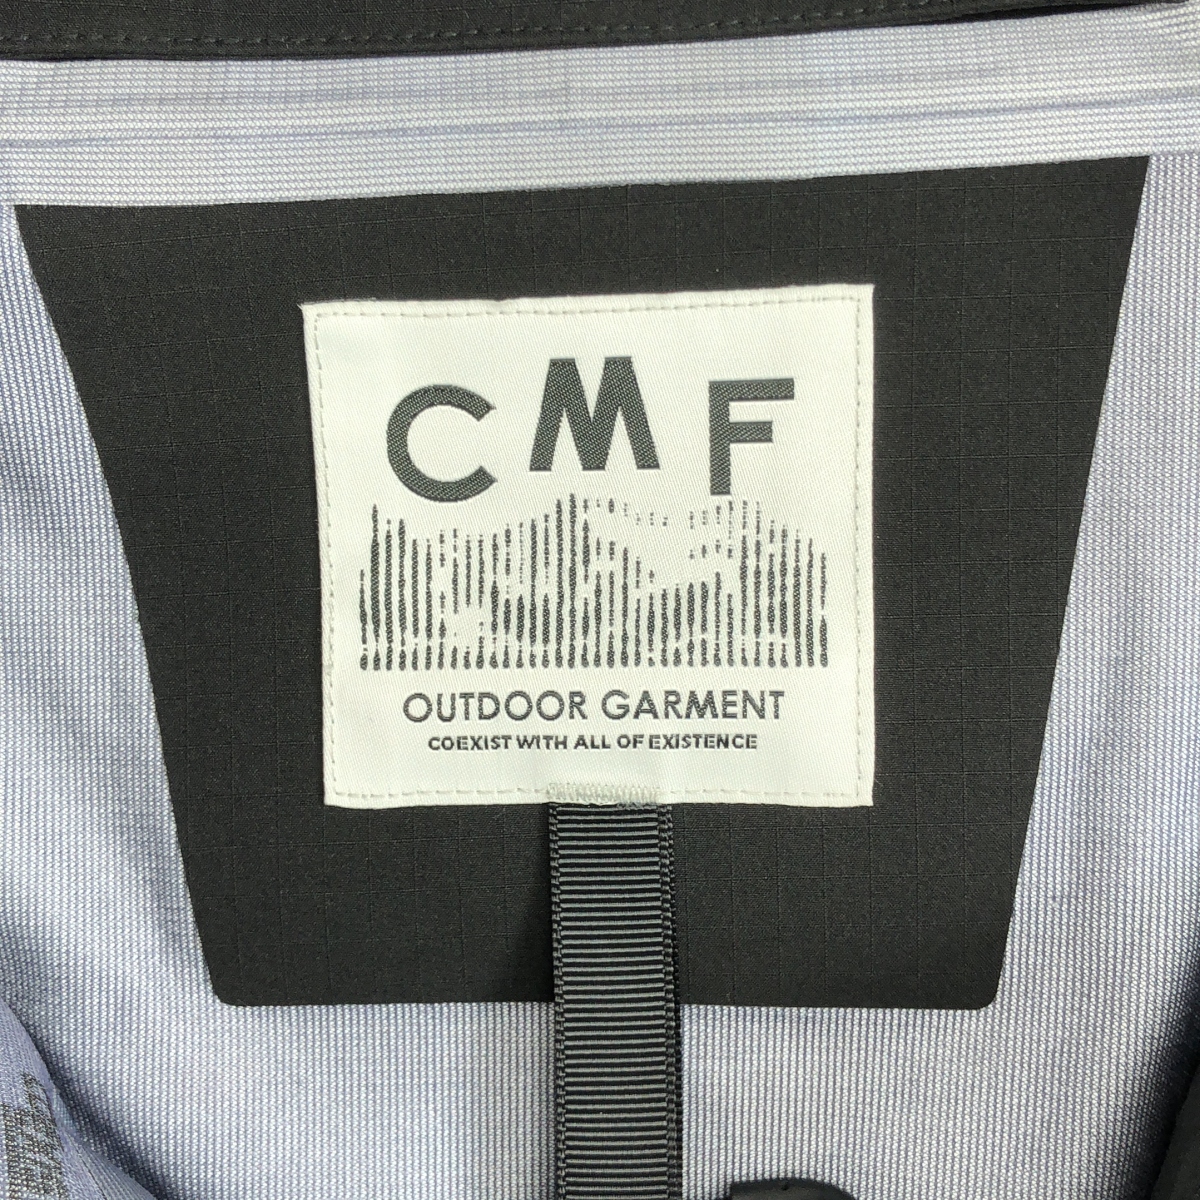 CMF
OUTDOOR GARMENT
COEXIST WITH ALL OF EXISTENCE